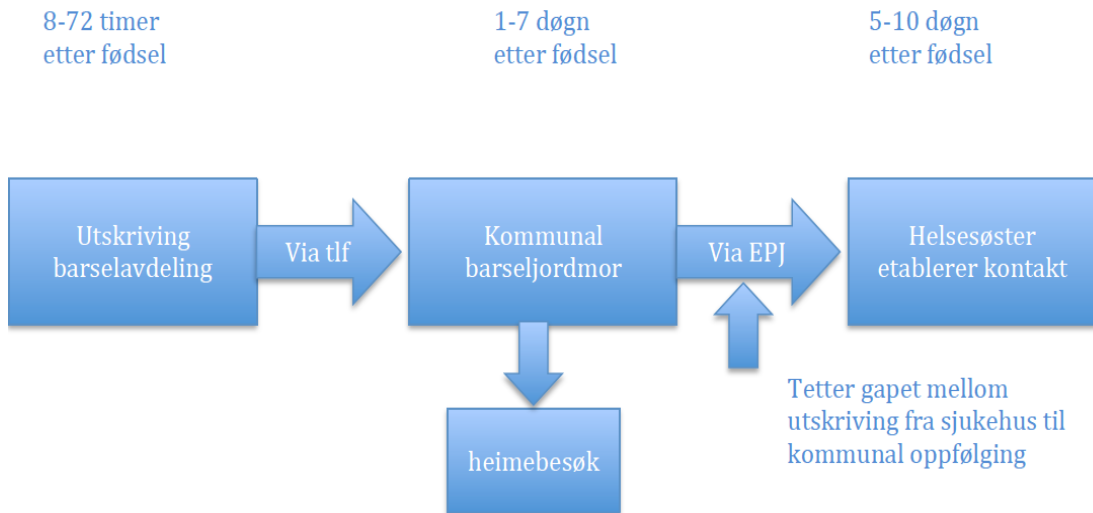 8-72 timer
etter fødsel
1-7 døgn
etter fødsel
5-10 døgn
etter fødsel
Utskriving
barselavdeling
Via tlf
Kommunal
barseljordmor
Via EPJ
Helsesøster
etablerer kontakt
heimebesøk
Tetter gapet mellom
utskriving fra sjukehus til
kommunal oppfølging